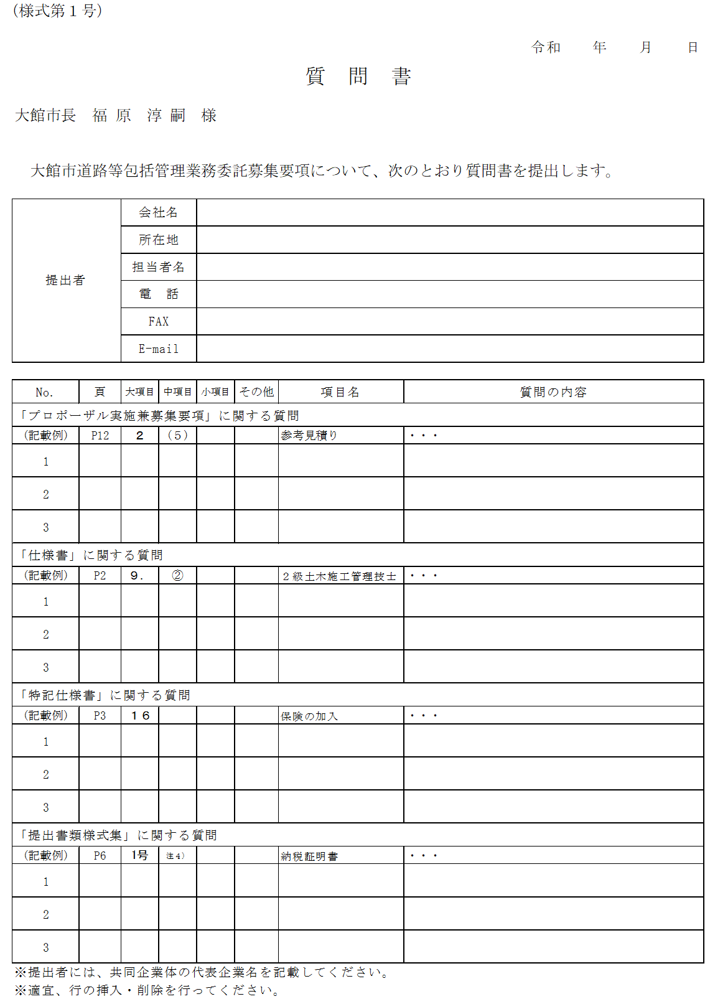 （様式第１号）
令和　　年　　月　　日
質　問　書
大館市長　福 原　淳 嗣　様
大館市道路等包括管理業務委託募集要項について、次のとおり質問書を提出します。
提出者
会社名
所在地
担当者名
電　話
FAX
E-mail
No. 頁 大項目 中項目 小項目 その他 項目名 質問の内容
「プロポーザル実施兼募集要項」に関する質問
（記載例） P12 ２ （５） 参考見積り ・・・
1
2
3
「仕様書」に関する質問
（記載例） P2 ９． ② ２級土木施工管理技士 ・・・
1
2
3
「特記仕様書」に関する質問
（記載例） P3 １６ 保険の加入 ・・・
1
2
3
「提出書類様式集」に関する質問
（記載例） P6 1号 注４） 納税証明書 ・・・
1
2
3
※提出者には、共同企業体の代表企業名を記載してください。
※適宜、行の挿入・削除を行ってください。